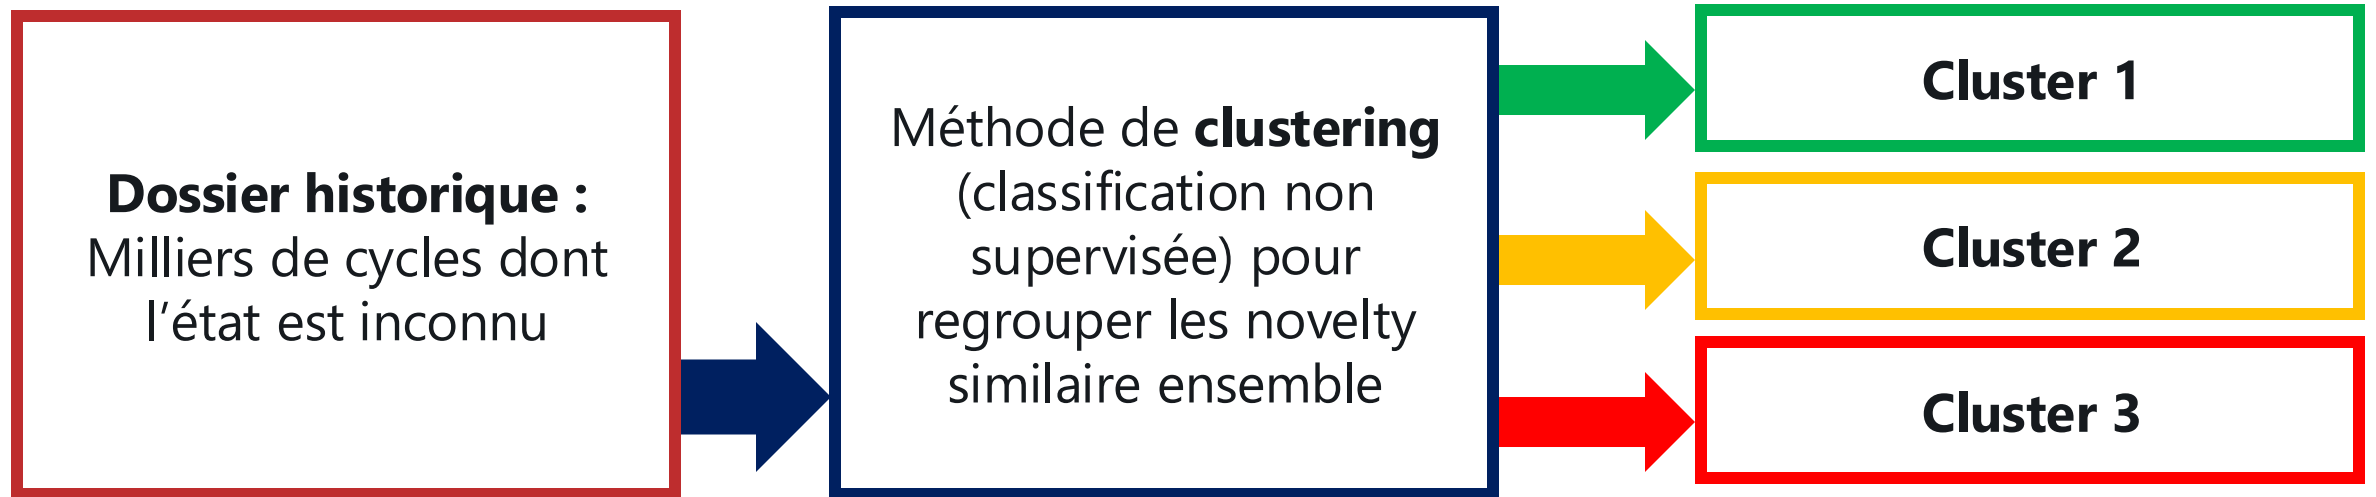 Dossier historique :
Milliers de cycles dont
l’état est inconnu
Méthode de clustering
(classification non
supervisée) pour
regrouper les novelty
similaire ensemble
Cluster 1
Cluster 2
Cluster 3